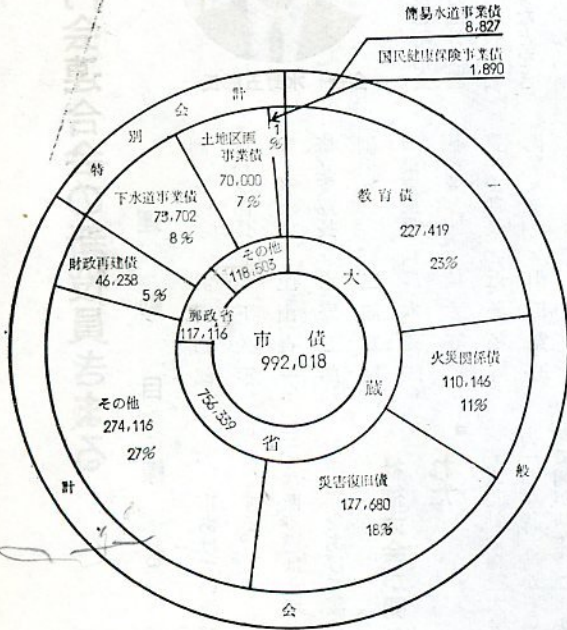 簡易水道事業債
8,827
国民健康保険事業債
1,890
特別会計
一般会計
土地区画
事業債
70,000
7%
1
%
教育債
227,419
23%
下水道事業債
73,702
8%
財政再建債
46,238
5%
その他
118,503
郵政省
117,116
大蔵省
756,339
市債
992,018
火災関係債
110,146
11%
その他
274,116
27%
災害復旧債
177,680
18%